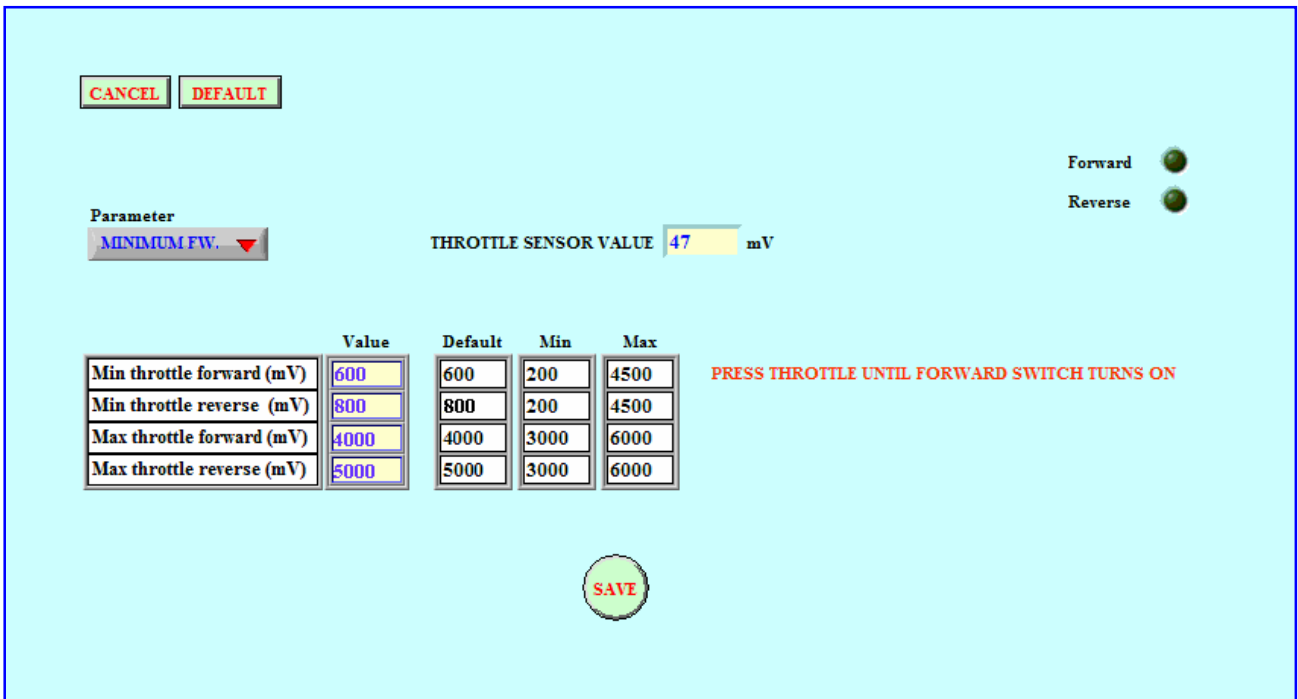 CANCEL DEFAULT
Forward
Reverse
Parameter
MINIMUM FW.
THROTTLE SENSOR VALUE 47 mV
Value Default Min Max
Min throttle forward (mV) 600 600 200 4500 PRESS THROTTLE UNTIL FORWARD SWITCH TURNS ON
Min throttle reverse (mV) 800 800 200 4500
Max throttle forward (mV) 4000 4000 3000 6000
Max throttle reverse (mV) 5000 5000 3000 6000
SAVE